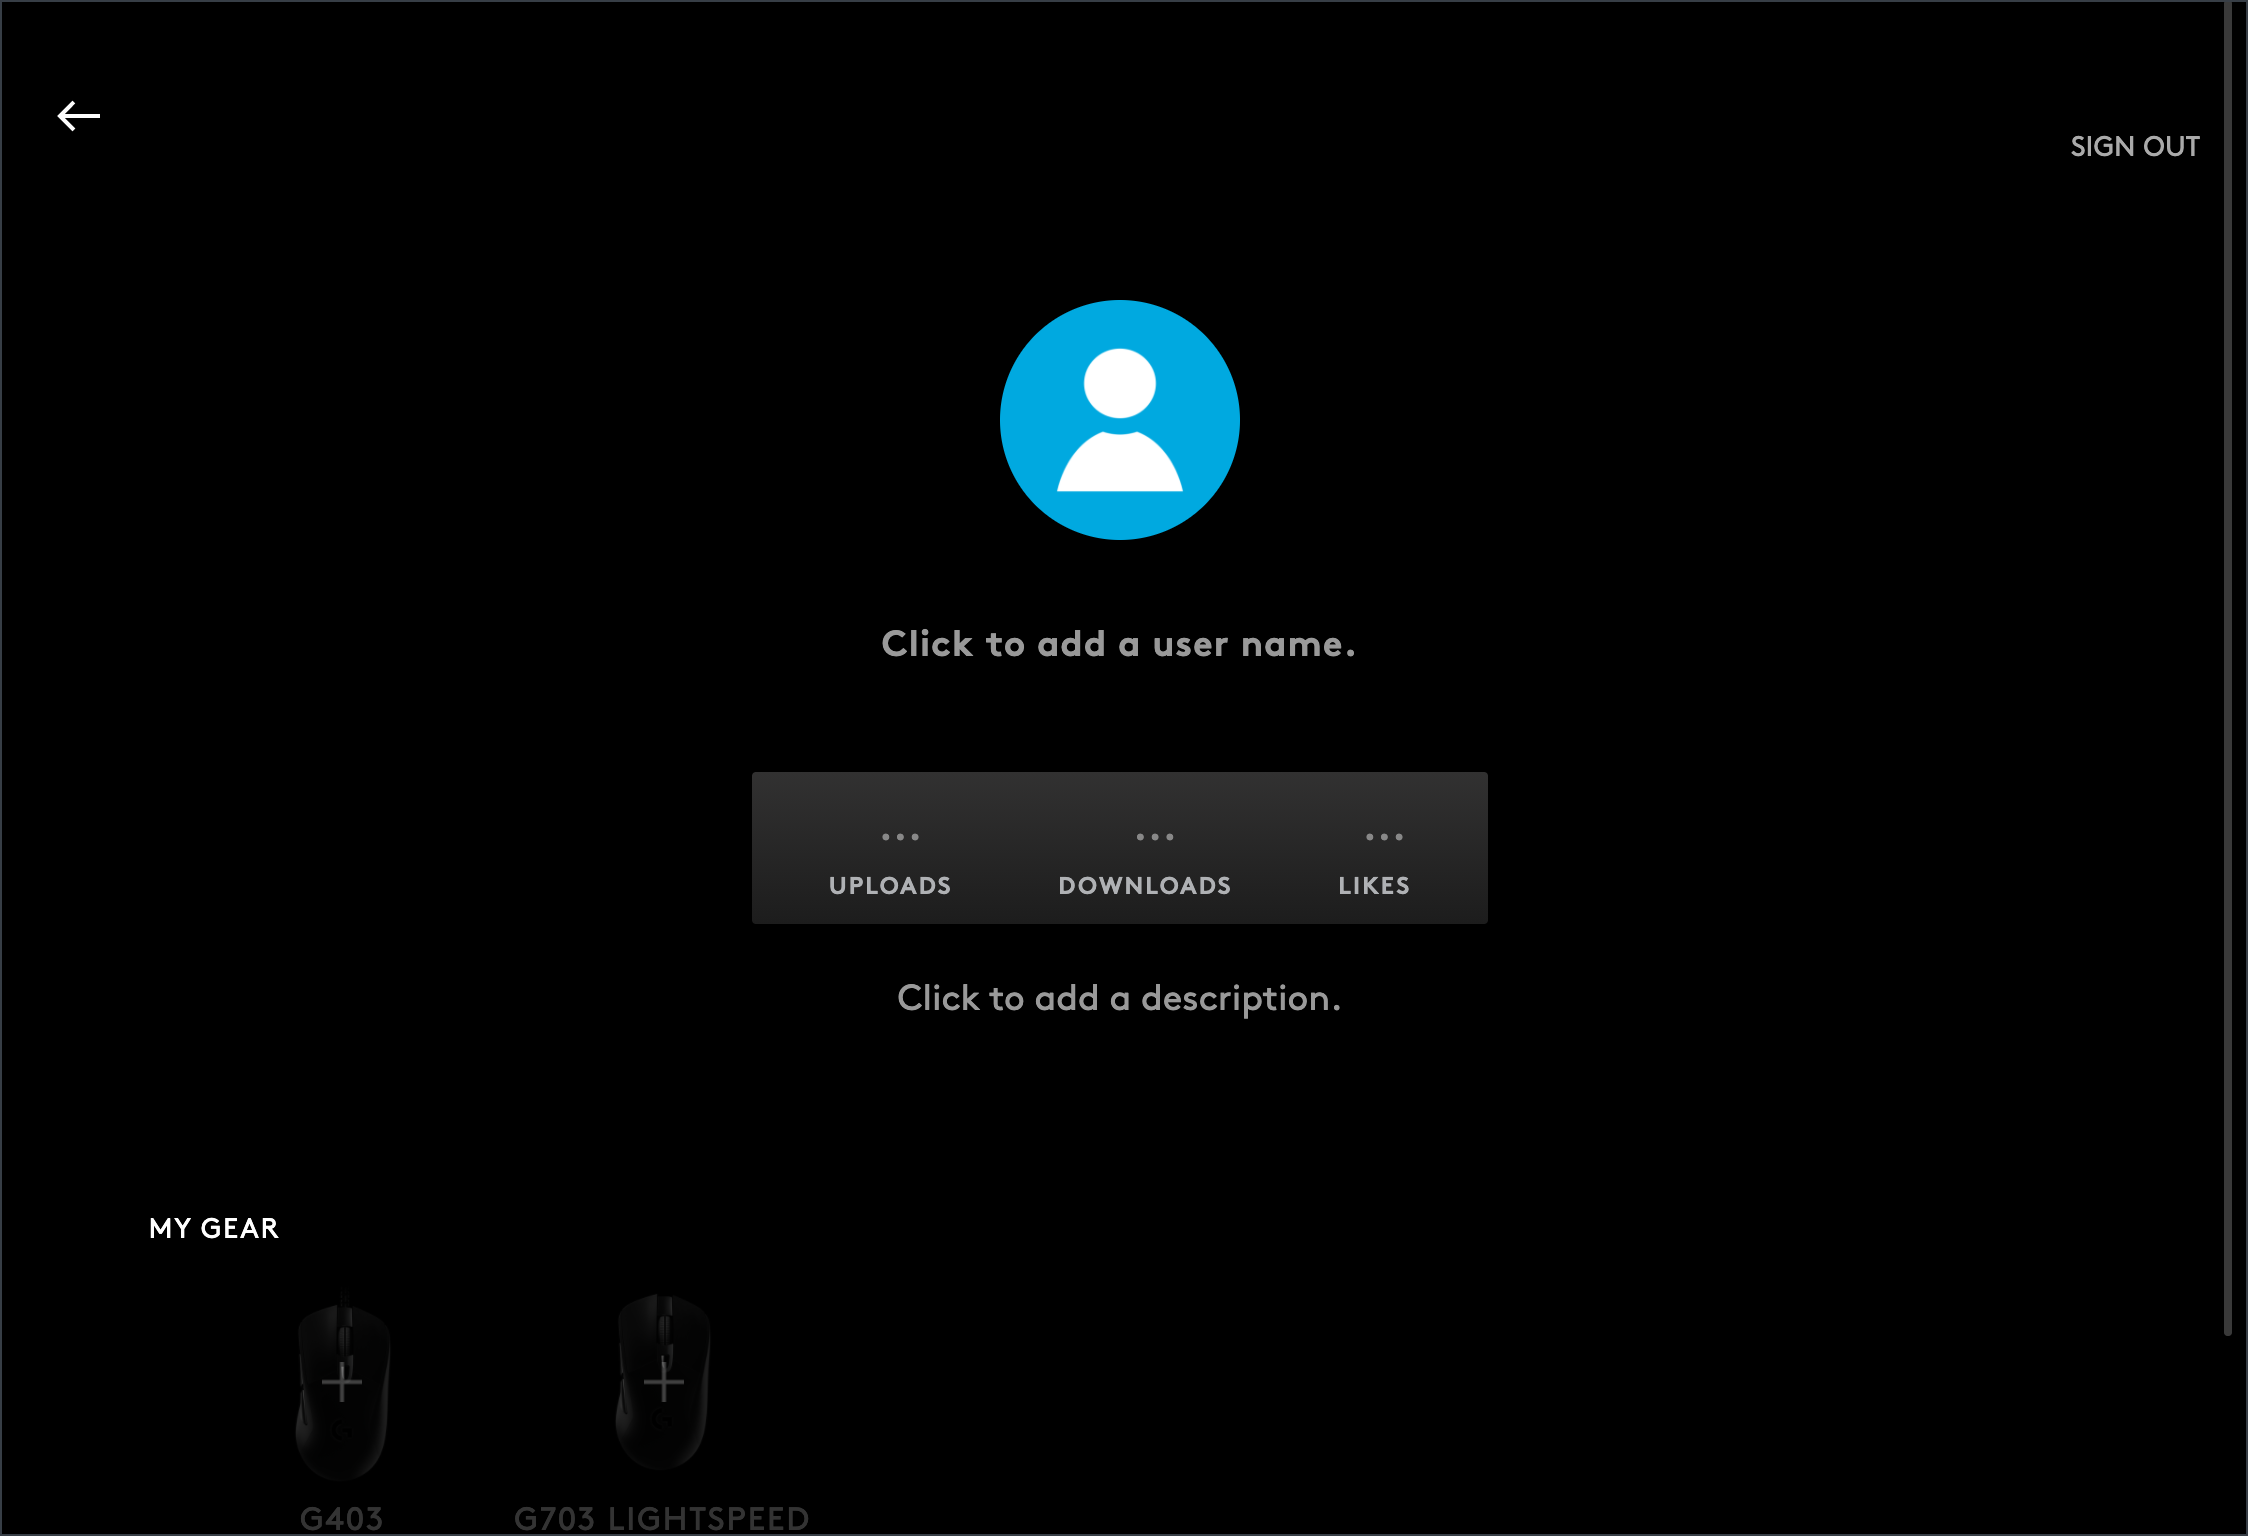 SIGN OUT
Click to add a user name.
... ... ...
UPLOADS DOWNLOADS LIKES
Click to add a description.
MY GEAR
G403 G703 LIGHTSPEED